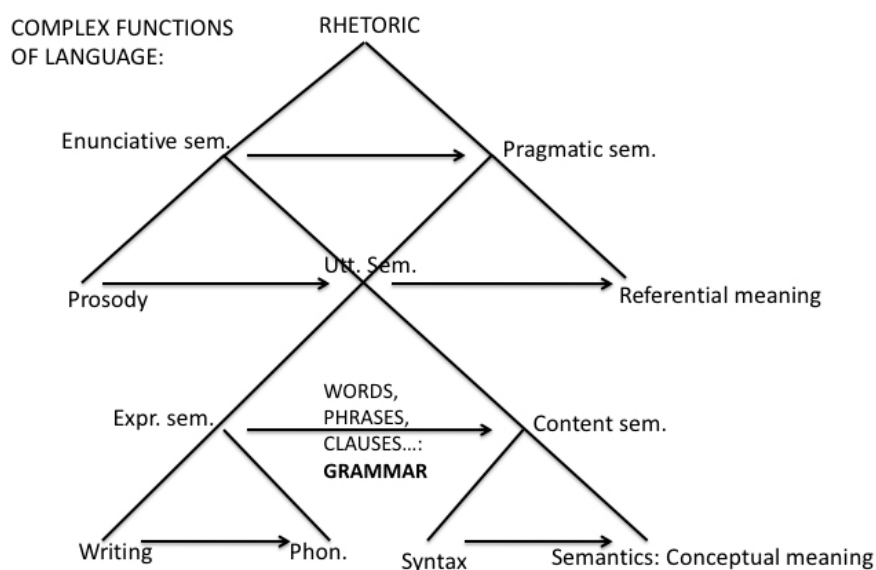 COMPLEX FUNCTIONS
OF LANGUAGE:
RHETORIC
Enunciative sem.
Pragmatic sem.
Utt. Sem.
Prosody
Referential meaning
WORDS,
PHRASES,
CLAUSES...:
GRAMMAR
Expr. sem.
Content sem.
Writing
Phon.
Syntax
Semantics: Conceptual meaning